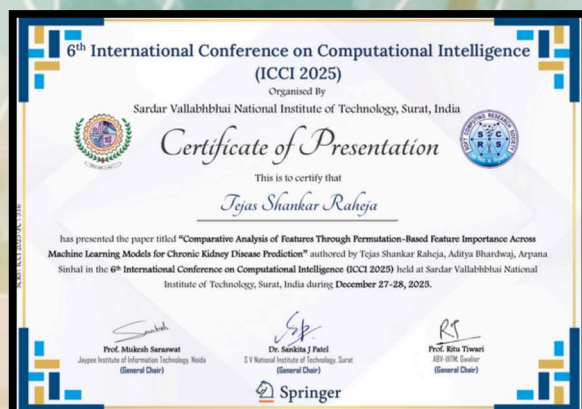 6th International Conference on Computational Intelligence
(ICCI 2025)
Organised By
Sardar Vallabhbhai National Institute of Technology, Surat, India
Certificate of Presentation
This is to certify that
Tejas Shankar Raheja
has presented the paper titled "Comparative Analysis of Features Through Permutation-Based Feature Importance Across
Machine Learning Models for Chronic Kidney Disease Prediction" authored by Tejas Shankar Raheja, Aditya Bhardwaj, Arpana
Sinhal in the 6th International Conference on Computational Intelligence (ICCI 2025) held at Sardar Vallabhbhai National
Institute of Technology, Surat, India during December 27-28, 2025.
Prof. Mukesh Saraswat
Jaypee Institute of Information Technology, Noida
(General Chair)
Dr. Sankita J Patel
S V National Institute of Technology, Surat
(General Chair)
Prof. Ritu Tiwari
ABV-IIITM, Gwalior
(General Chair)
Springer
SOFT COMPUTING RESEARCH SOCIETY
S C
R S